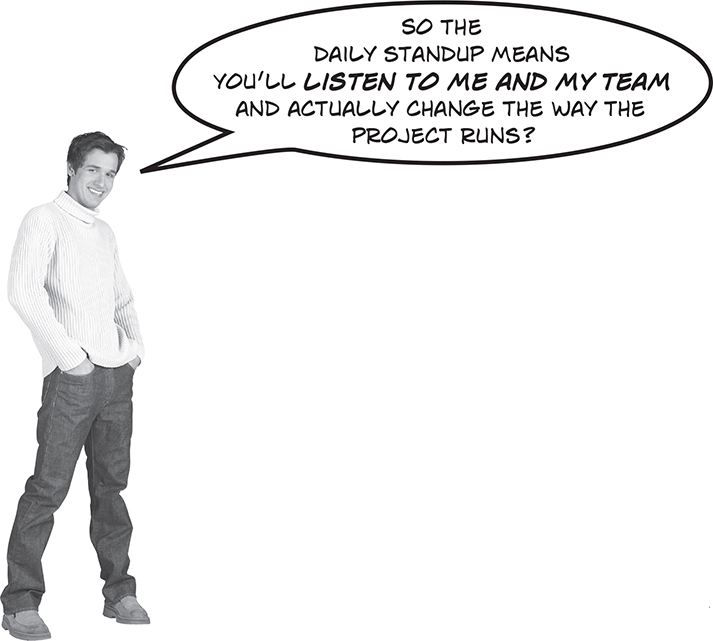 SO THE
DAILY STANDUP MEANS
YOU'LL LISTEN TO ME AND MY TEAM
AND ACTUALLY CHANGE THE WAY THE
PROJECT RUNS?